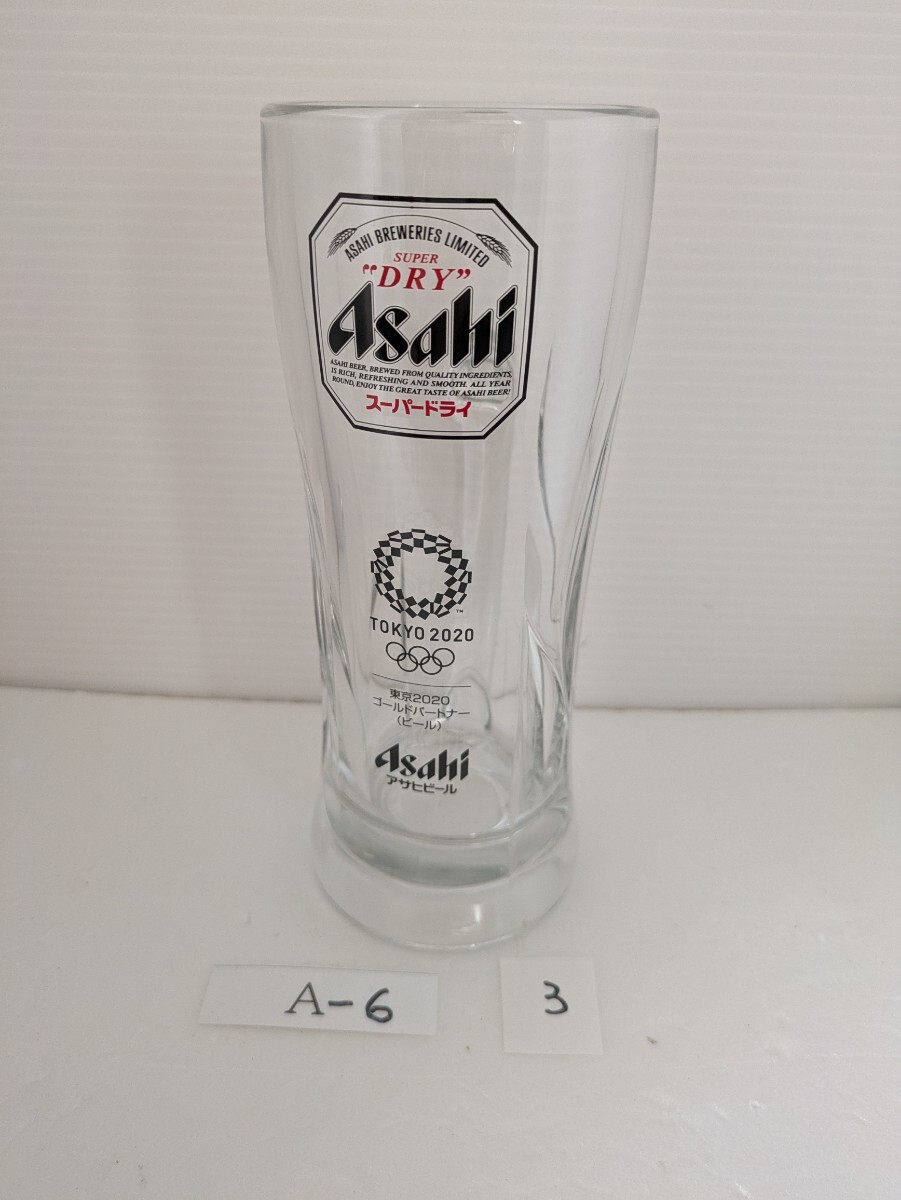 ASAHI BREWERIES LIMITED
SUPER
"DRY"
Asahi
ASAHI BEER, BREWED FROM QUALITY INGREDIENTS,
IS RICH, REFRESHING AND SMOOTH. ALL YEAR
ROUND, ENJOY THE GREAT TASTE OF ASAHI BEER!
スーパードライ
TM
TOKYO 2020
東京2020
ゴールドパートナー
(ビール)
Asahi
アサヒビール
A-6
3